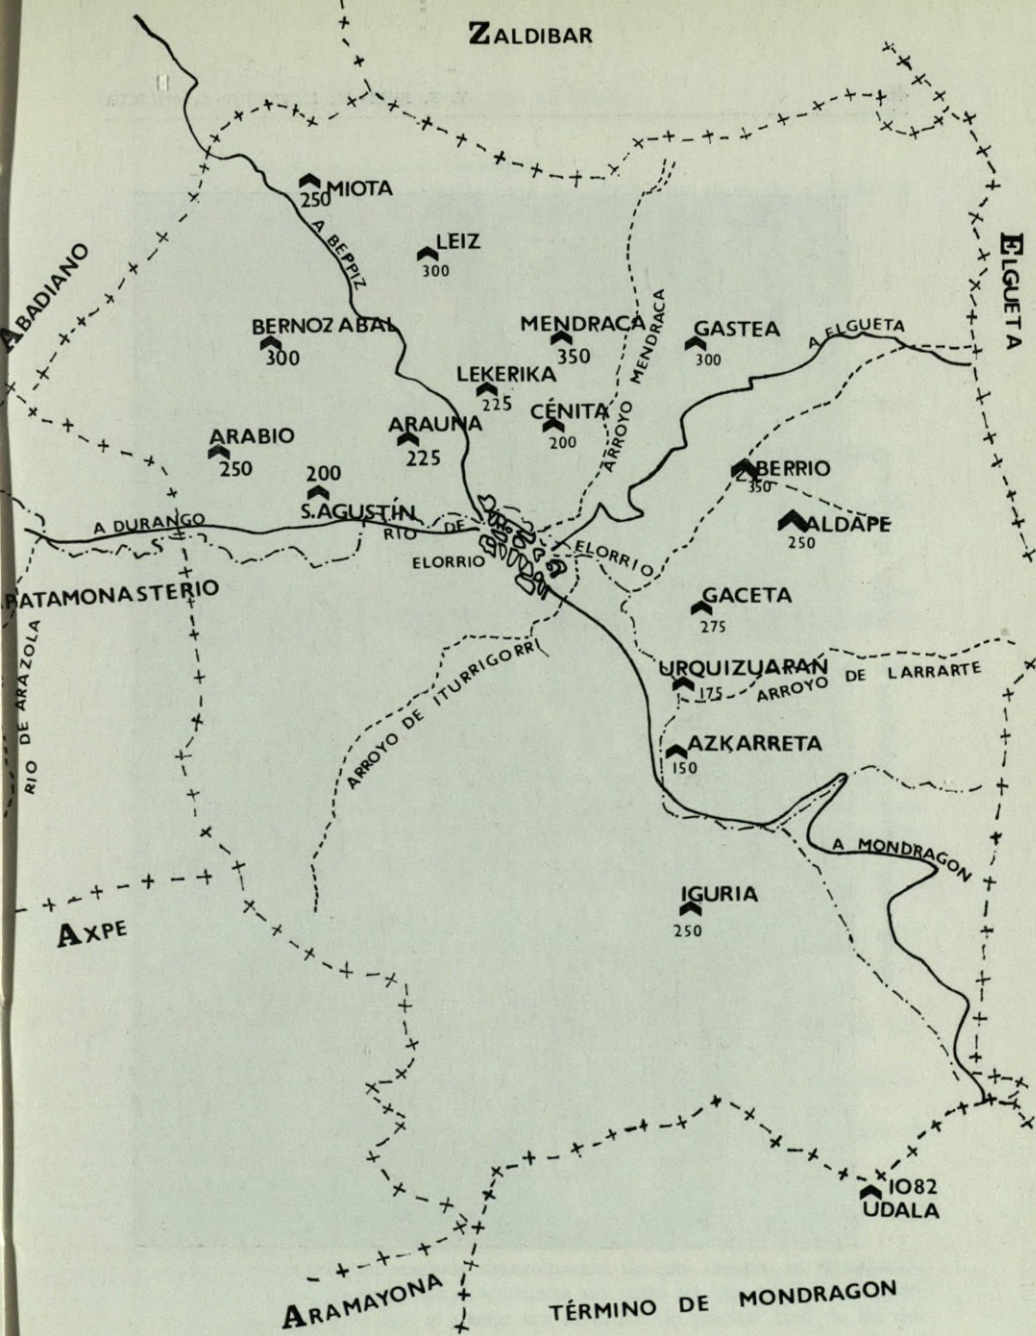 ZALDIBAR
250 MIOTA
A BEPPIZ
LEIZ
300
ABADIANO
ELGUETA
BERNOZABAL
300
MENDRACA
350
GASTEA
300
A ELGUETA
ARROYO MENDRACA
LEKERIKA
225
CÉNITA
200
ARABIO
250
ARAUNA
225
200
S.AGUSTÍN
BERRIO
350
ALDAPE
250
A DURANGO
RIO DE ELORRIO
ELORRIO
PATAMONASTERIO
GACETA
275
RIO DE ARAZOLA
ARROYO DE ITURRIGORRI
URQUIZUARAN
175
ARROYO DE LARRARTE
AZKARRETA
150
A MONDRAGON
IGURIA
250
AXPE
1082
UDALA
ARAMAYONA
TÉRMINO DE MONDRAGON